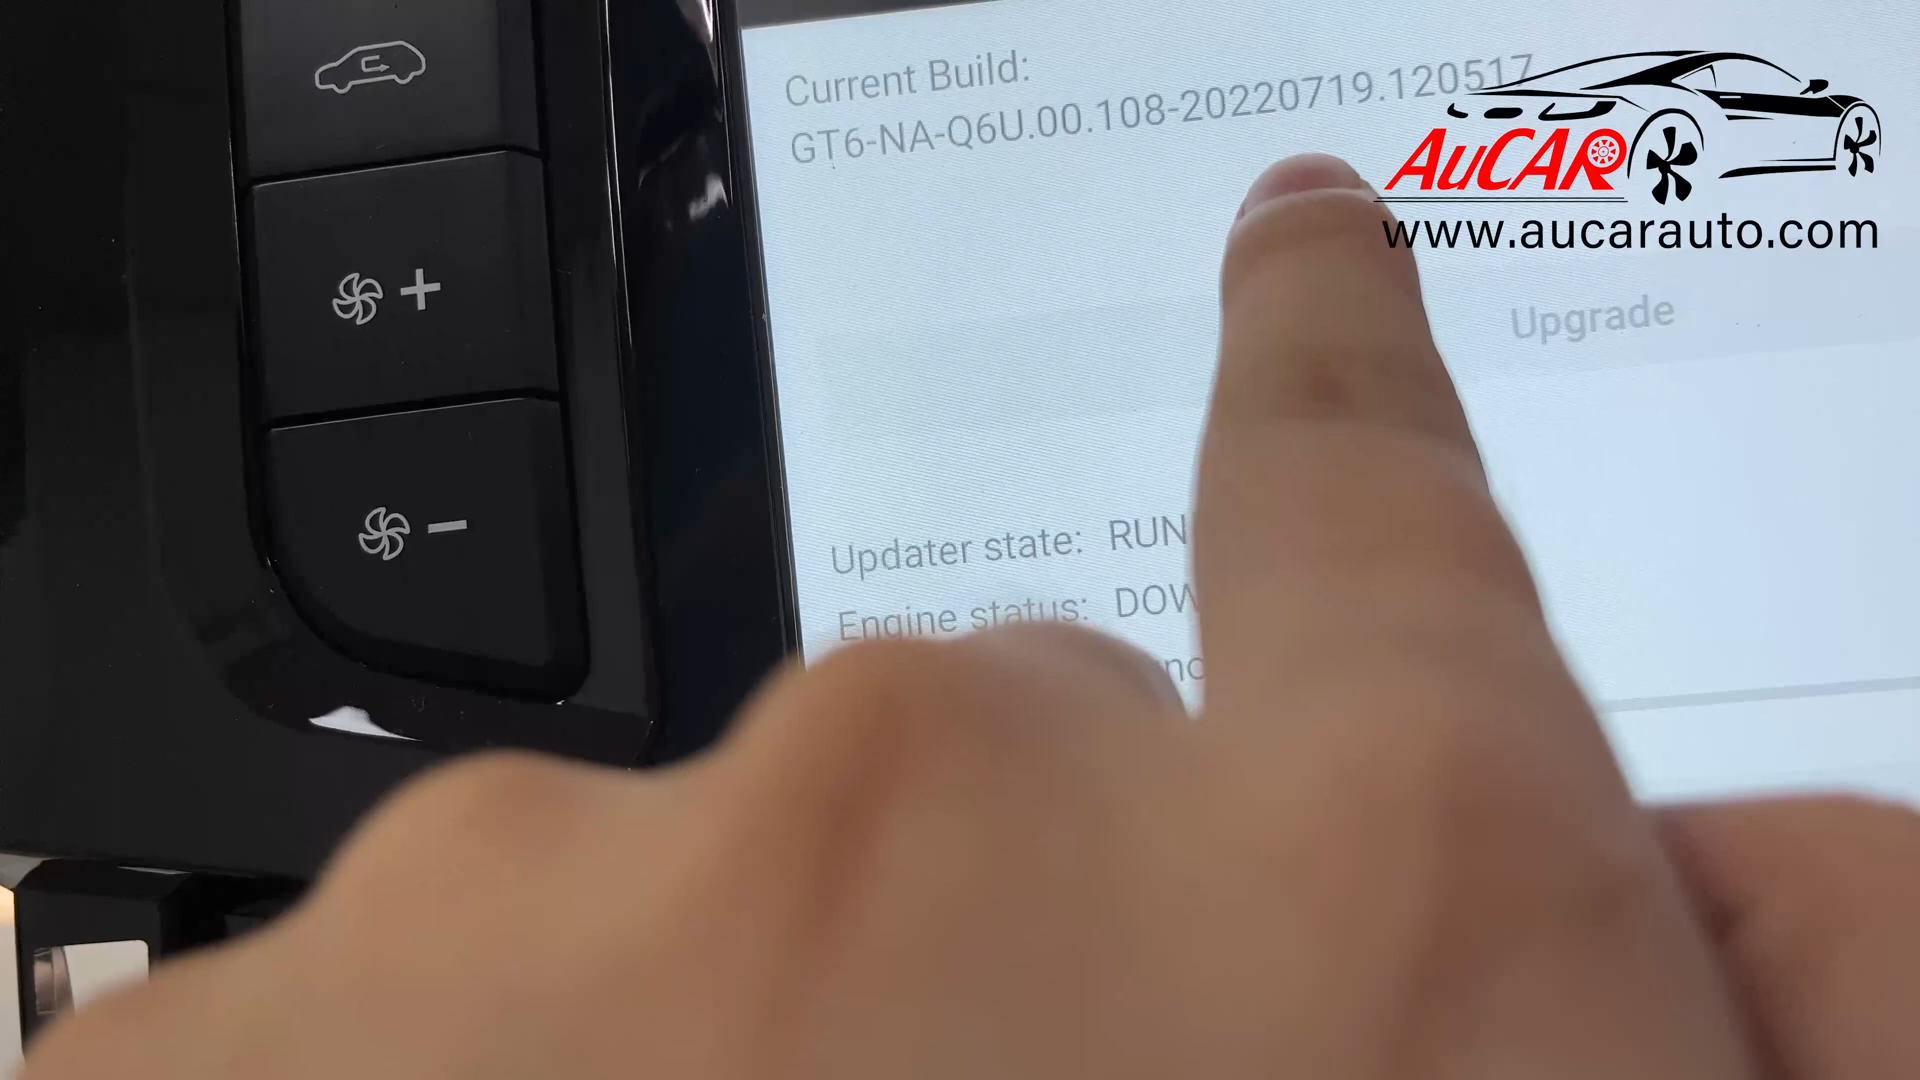 Current Build:
GT6-NA-Q6U.00.108-20220719.120517
AUCAR
www.aucarauto.com
Upgrade
Updater state: RUN
Engine status: DOW
+
−